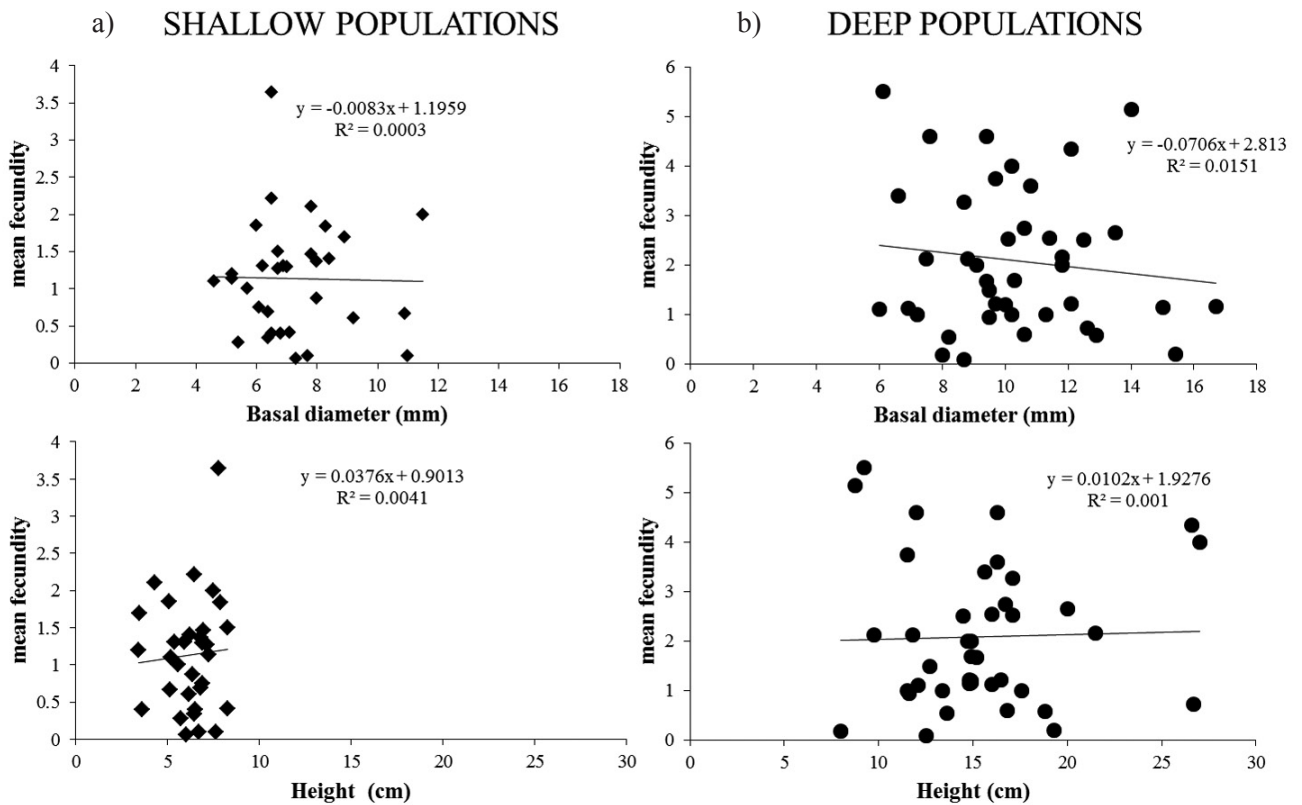 a) SHALLOW POPULATIONS
b) DEEP POPULATIONS
4
3.5
3
2.5
2
1.5
1
0.5
0
mean fecundity
y = -0.0083x + 1.1959
R² = 0.0003
0 2 4 6 8 10 12 14 16 18
Basal diameter (mm)
6
5
4
3
2
1
0
mean fecundity
y = -0.0706x + 2.813
R² = 0.0151
0 2 4 6 8 10 12 14 16 18
Basal diameter (mm)
4
3.5
3
2.5
2
1.5
1
0.5
0
mean fecundity
y = 0.0376x + 0.9013
R² = 0.0041
0 5 10 15 20 25 30
Height (cm)
6
5
4
3
2
1
0
mean fecundity
y = 0.0102x + 1.9276
R² = 0.001
0 5 10 15 20 25 30
Height (cm)